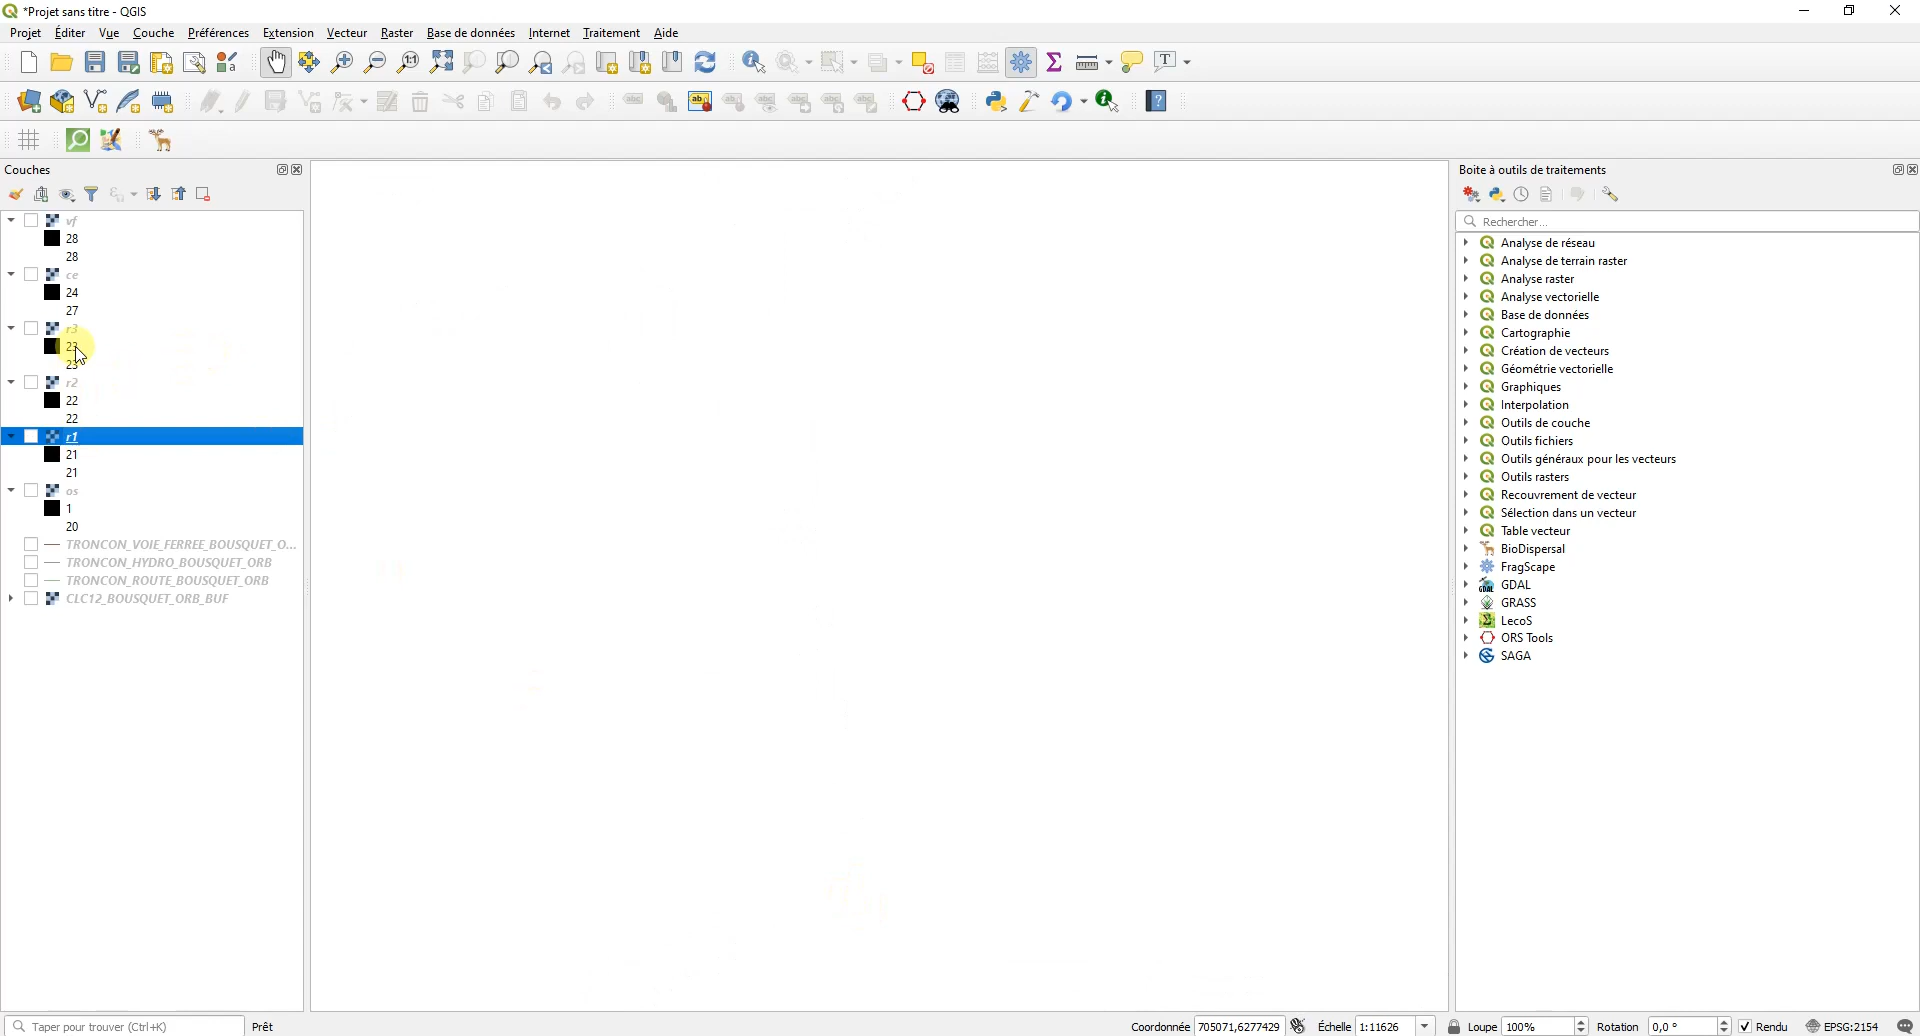 *Projet sans titre - QGIS
Projet Éditer Vue Couche Préférences Extension Vecteur Raster Base de données Internet Traitement Aide
Couches
vf
28
28
ce
24
27
r3
23
23
r2
22
22
r1
21
21
os
1
20
TRONCON_VOIE_FERREE_BOUSQUET_O...
TRONCON_HYDRO_BOUSQUET_ORB
TRONCON_ROUTE_BOUSQUET_ORB
CLC12_BOUSQUET_ORB_BUF
Boite à outils de traitements
Rechercher...
Analyse de réseau
Analyse de terrain raster
Analyse raster
Analyse vectorielle
Base de données
Cartographie
Création de vecteurs
Géométrie vectorielle
Graphiques
Interpolation
Outils de couche
Outils fichiers
Outils généraux pour les vecteurs
Outils rasters
Recouvrement de vecteur
Sélection dans un vecteur
Table vecteur
BioDispersal
FragScape
GDAL
GRASS
LecoS
ORS Tools
SAGA
Taper pour trouver (Ctrl+K) Prêt Coordonnée 705071,6277429 Échelle 1:11626 Loupe 100% Rotation 0,0 ° Rendu EPSG:2154